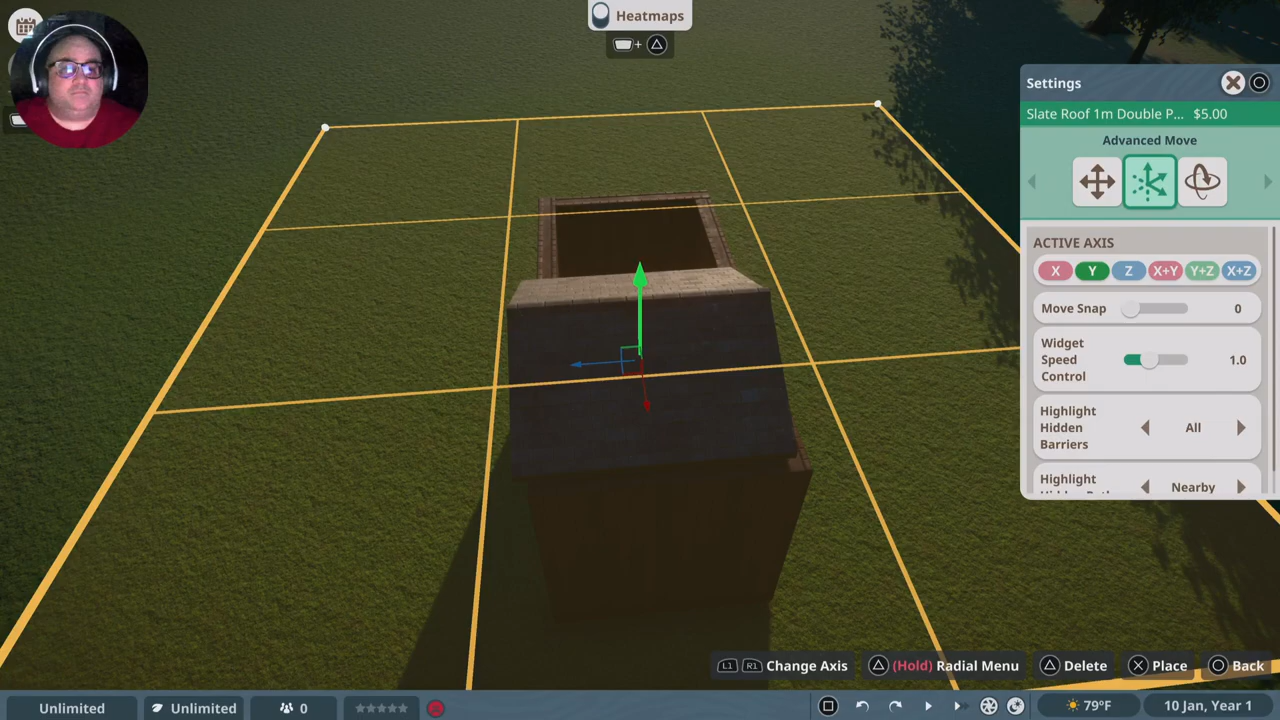 Heatmaps
+
Settings
Slate Roof 1m Double P... $5.00
Advanced Move
ACTIVE AXIS
X Y Z X+Y Y+Z X+Z
Move Snap 0
Widget
Speed 1.0
Control
Highlight
Hidden All
Barriers
Highlight Nearby
L1 R1 Change Axis (Hold) Radial Menu Delete Place Back
Unlimited Unlimited 0 79°F 10 Jan, Year 1